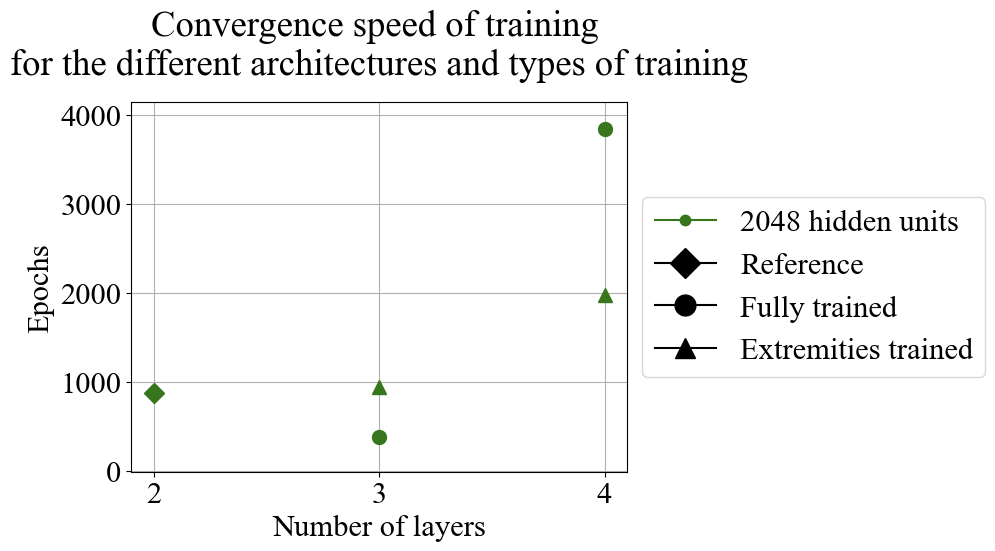 Convergence speed of training
for the different architectures and types of training
4000
3000
2000
1000
0
Epochs
2 3 4
Number of layers
2048 hidden units
Reference
Fully trained
Extremities trained